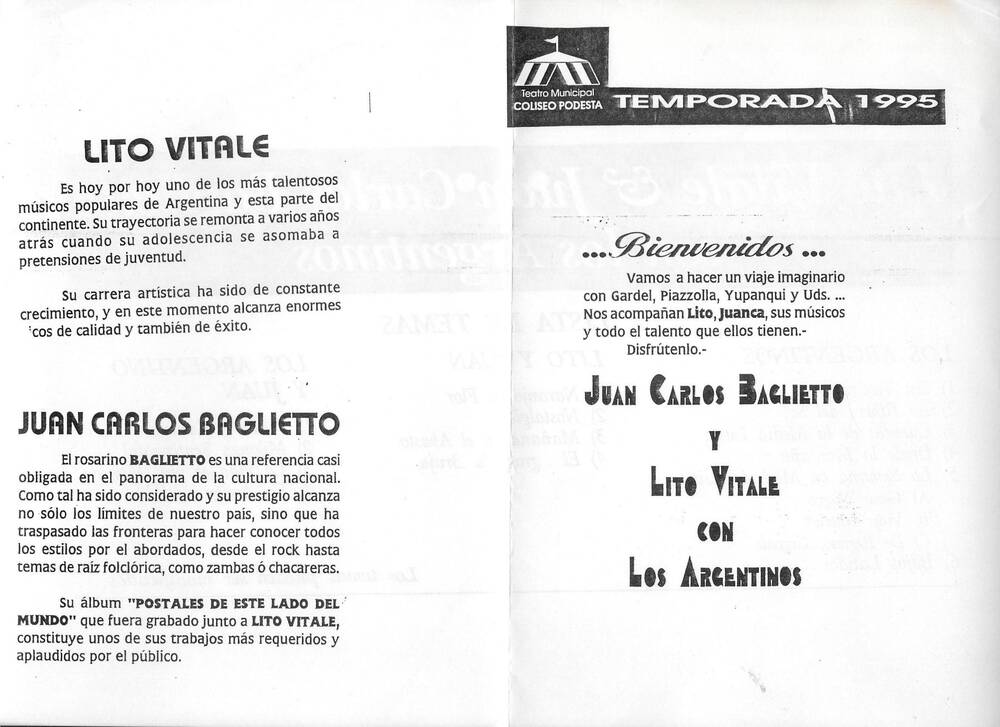 LITO VITALE
Es hoy por hoy uno de los más talentosos
músicos populares de Argentina y esta parte del
continente. Su trayectoria se remonta a varios años
atrás cuando su adolescencia se asomaba a
pretensiones de juventud.
Su carrera artística ha sido de constante
crecimiento, y en este momento alcanza enormes
cos de calidad y también de éxito.
JUAN CARLOS BAGLIETTO
El rosarino BAGLIETTO es una referencia casi
obligada en el panorama de la cultura nacional.
Como tal ha sido considerado y su prestigio alcanza
no sólo los límites de nuestro país, sino que ha
traspasado las fronteras para hacer conocer todos
los estilos por el abordados, desde el rock hasta
temas de raíz folclórica, como zambas ó chacareras.
Su álbum "POSTALES DE ESTE LADO DEL
MUNDO" que fuera grabado junto a LITO VITALE,
constituye unos de sus trabajos más requeridos y
aplaudidos por el público.
Teatro Municipal
COLISEO PODESTA
TEMPORADA 1995
...Bienvenidos ...
Vamos a hacer un viaje imaginario
con Gardel, Piazzolla, Yupanqui y Uds. ...
Nos acompañan Lito, Juanca, sus músicos
y todo el talento que ellos tienen.-
Disfrútenlo.-
JUAN CARLOS BAGLIETTO
Y
LITO VITALE
CON
LOS ARGENTINOS